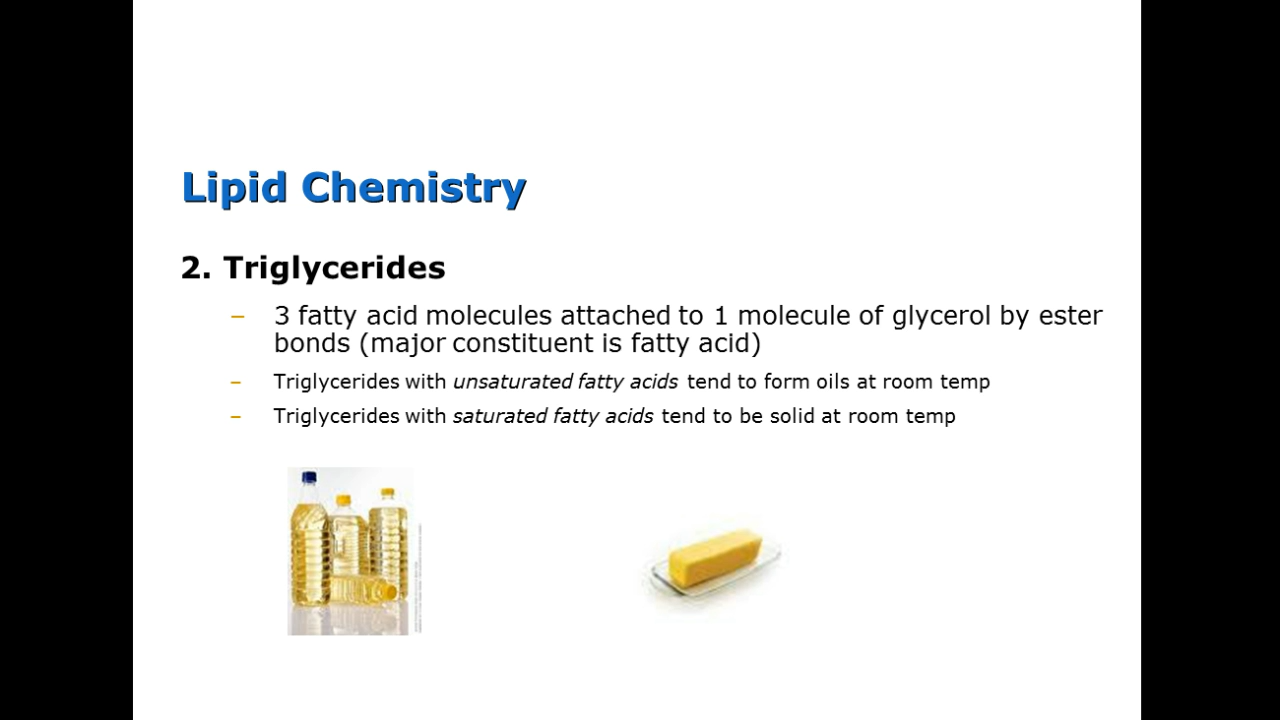 Lipid Chemistry
2. Triglycerides
– 3 fatty acid molecules attached to 1 molecule of glycerol by ester
bonds (major constituent is fatty acid)
– Triglycerides with unsaturated fatty acids tend to form oils at room temp
– Triglycerides with saturated fatty acids tend to be solid at room temp